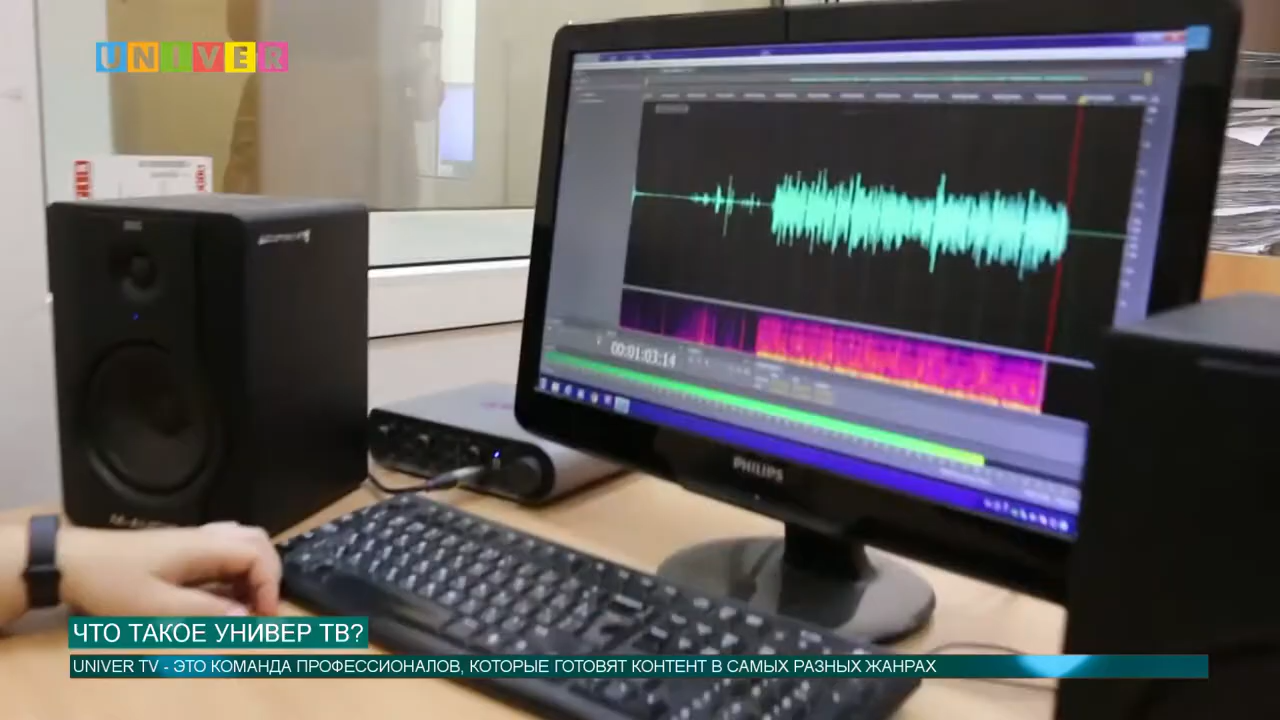 UNIVER
00:01:03:14
PHILIPS
ЧТО ТАКОЕ УНИВЕР ТВ?
UNIVER TV - ЭТО КОМАНДА ПРОФЕССИОНАЛОВ, КОТОРЫЕ ГОТОВЯТ КОНТЕНТ В САМЫХ РАЗНЫХ ЖАНРАХ